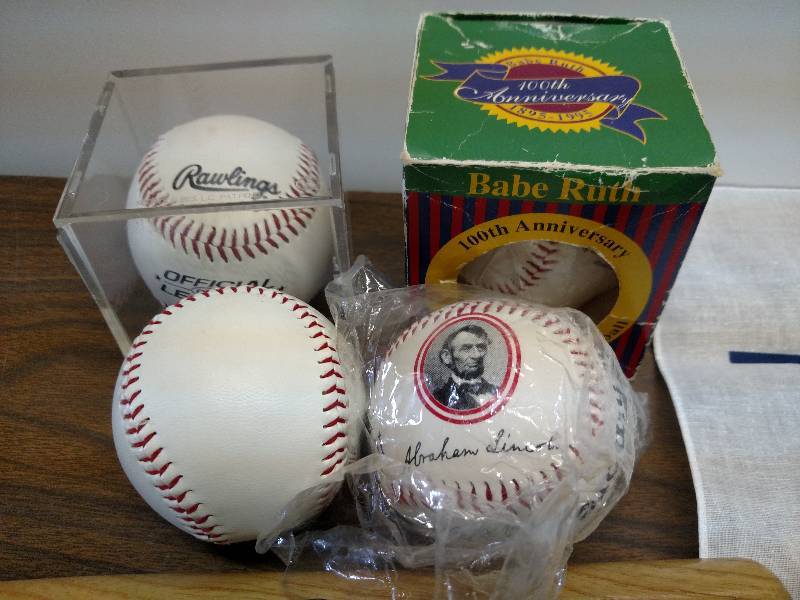 Babe Ruth
100th
Anniversary
1895-1995
Babe Ruth
100th Anniversary
Rawlings
OFFICIAL
Abraham Lincoln